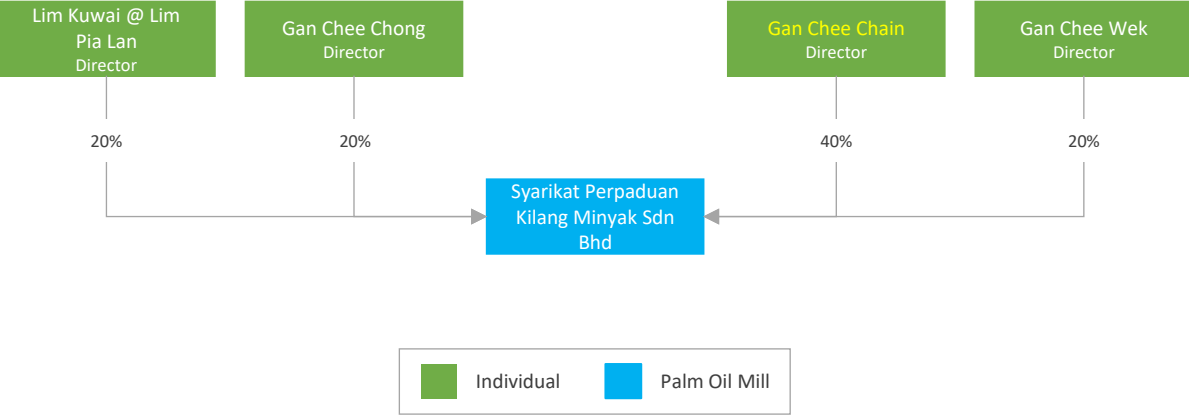 Lim Kuwai @ Lim
Pia Lan
Director
Gan Chee Chong
Director
Gan Chee Chain
Director
Gan Chee Wek
Director
20%
20%
40%
20%
Syarikat Perpaduan
Kilang Minyak Sdn
Bhd
Individual
Palm Oil Mill